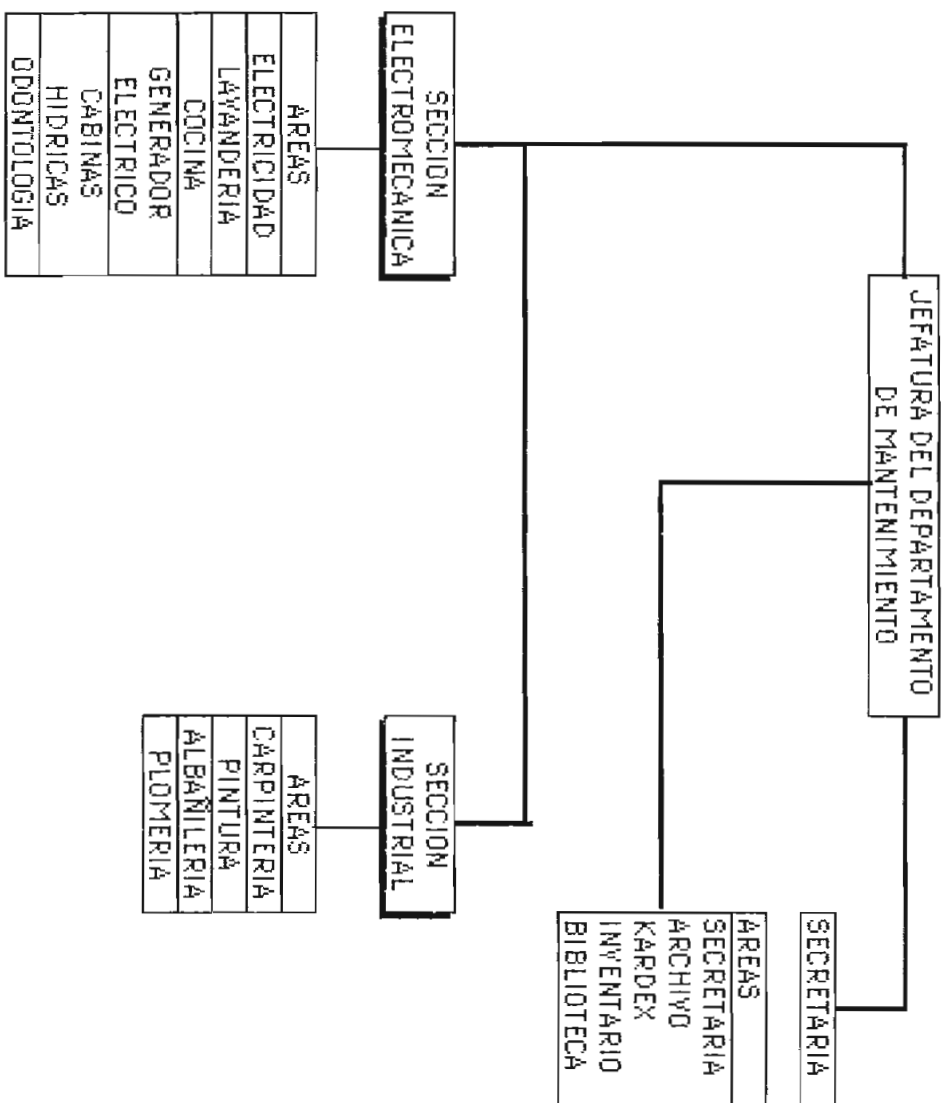 JEFATURA DEL DEPARTAMENTO
DE MANTENIMIENTO
SECRETARIA
AREAS
SECRETARIA
ARCHIVO
KARDEX
INVENTARIO
BIBLIOTECA
SECCION
ELECTROMECANICA
AREAS
ELECTRICIDAD
LAVANDERIA
COCINA
GENERADOR
ELECTRICO
CABINAS
HIDRICAS
ODONTOLOGIA
SECCION
INDUSTRIAL
AREAS
CARPINTERIA
PINTURA
ALBAÑILERIA
PLOMERIA